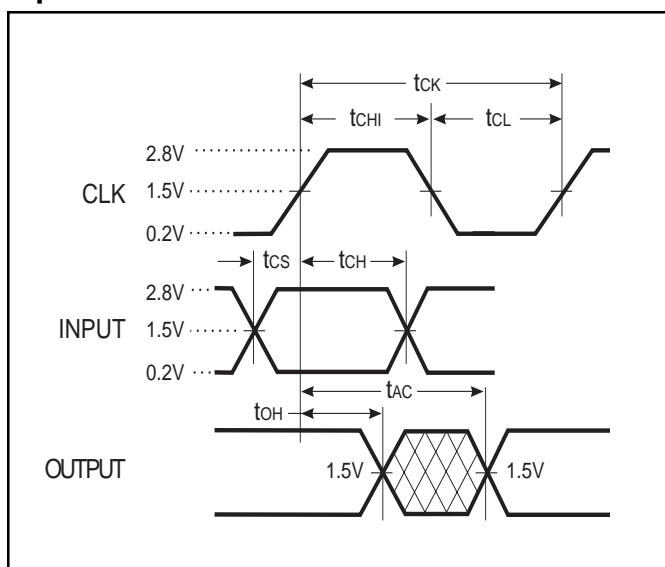 tCK
tCHI tCL
2.8V
CLK 1.5V
0.2V
tCS tCH
2.8V
INPUT 1.5V
0.2V
tAC
tOH
OUTPUT 1.5V 1.5V